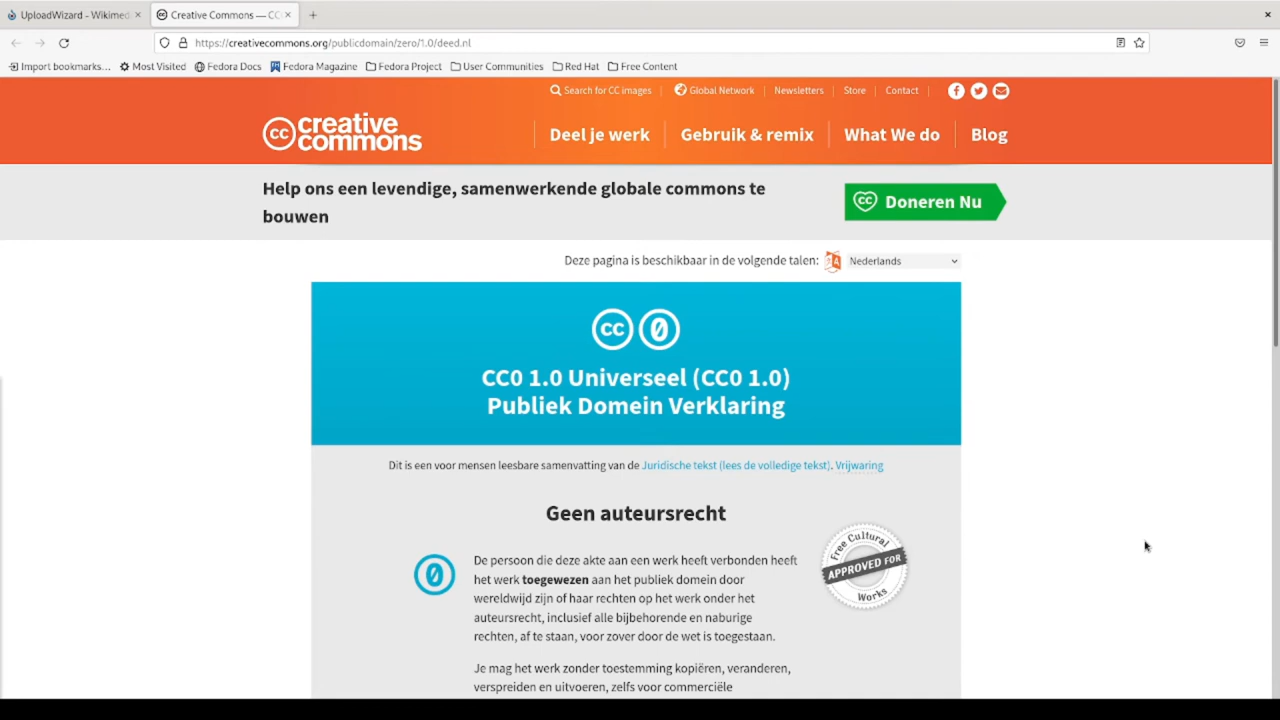 UploadWizard - Wikimed
Creative Commons — CC
https://creativecommons.org/publicdomain/zero/1.0/deed.nl
Import bookmarks...
Most Visited
Fedora Docs
Fedora Magazine
Fedora Project
User Communities
Red Hat
Free Content
Search for CC images
Global Network
Newsletters
Store
Contact
cc creative commons
Deel je werk
Gebruik & remix
What We do
Blog
Help ons een levendige, samenwerkende globale commons te
bouwen
cc Doneren Nu
Deze pagina is beschikbaar in de volgende talen:
Nederlands
cc 0
CC0 1.0 Universeel (CC0 1.0)
Publiek Domein Verklaring
Dit is een voor mensen leesbare samenvatting van de Juridische tekst (lees de volledige tekst). Vrijwaring
Geen auteursrecht
0
De persoon die deze akte aan een werk heeft verbonden heeft
het werk toegewezen aan het publiek domein door
wereldwijd zijn of haar rechten op het werk onder het
auteursrecht, inclusief alle bijbehorende en naburige
rechten, af te staan, voor zover door de wet is toegestaan.
Free Cultural
APPROVED FOR
Works
Je mag het werk zonder toestemming kopiëren, veranderen,
verspreiden en uitvoeren, zelfs voor commerciële